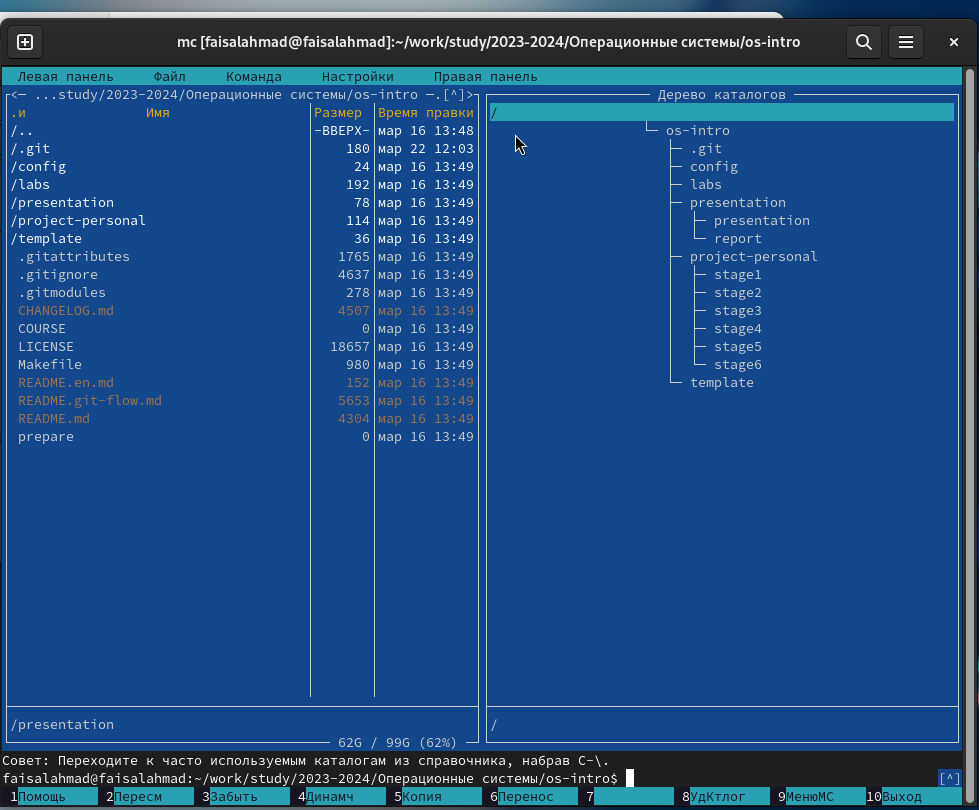 mc [faisalahmad@faisalahmad]:~/work/study/2023-2024/Операционные системы/os-intro
Левая панель Файл Команда Настройки Правая панель
<— ...study/2023-2024/Операционные системы/os-intro —.[^]>
.и Имя Размер Время правки
/.. -ВВЕРХ- мар 16 13:48
/.git 180 мар 22 12:03
/config 24 мар 16 13:49
/labs 192 мар 16 13:49
/presentation 78 мар 16 13:49
/project-personal 114 мар 16 13:49
/template 36 мар 16 13:49
.gitattributes 1765 мар 16 13:49
.gitignore 4637 мар 16 13:49
.gitmodules 278 мар 16 13:49
CHANGELOG.md 4507 мар 16 13:49
COURSE 0 мар 16 13:49
LICENSE 18657 мар 16 13:49
Makefile 980 мар 16 13:49
README.en.md 152 мар 16 13:49
README.git-flow.md 5653 мар 16 13:49
README.md 4304 мар 16 13:49
prepare 0 мар 16 13:49
/presentation
62G / 99G (62%)
Дерево каталогов
/
os-intro
.git
config
labs
presentation
presentation
report
project-personal
stage1
stage2
stage3
stage4
stage5
stage6
template
/
Совет: Переходите к часто используемым каталогам из справочника, набрав C-\.
faisalahmad@faisalahmad:~/work/study/2023-2024/Операционные системы/os-intro$ [^]
1Помощь 2Пересм 3Забыть 4Динамч 5Копия 6Перенос 7 8УдКтлог 9МенюMC 10Выход